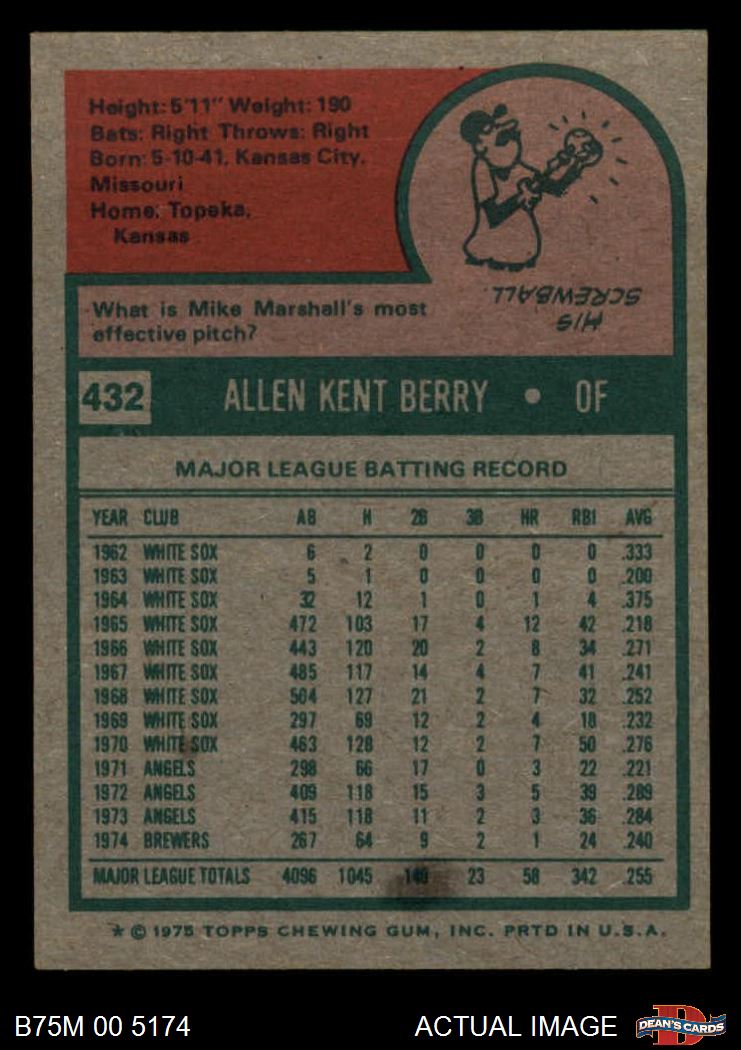 Height: 5'11" Weight: 190
Bats: Right Throws: Right
Born: 5-10-41, Kansas City,
Missouri
Home: Topeka,
Kansas
What is Mike Marshall's most
effective pitch?
HIS
SCREWBALL
432 ALLEN KENT BERRY • OF
MAJOR LEAGUE BATTING RECORD
YEAR CLUB AB H 2B 3B HR RBI AVG
1962 WHITE SOX 6 2 0 0 0 0 .333
1963 WHITE SOX 5 1 0 0 0 0 .200
1964 WHITE SOX 32 12 1 0 1 4 .375
1965 WHITE SOX 472 103 17 4 12 42 .218
1966 WHITE SOX 443 120 20 2 8 34 .271
1967 WHITE SOX 485 117 14 4 7 41 .241
1968 WHITE SOX 504 127 21 2 7 32 .252
1969 WHITE SOX 297 69 12 2 4 18 .232
1970 WHITE SOX 463 128 12 2 7 50 .276
1971 ANGELS 298 66 17 0 3 22 .221
1972 ANGELS 409 118 15 3 5 39 .289
1973 ANGELS 415 118 11 2 3 36 .284
1974 BREWERS 267 64 9 2 1 24 .240
MAJOR LEAGUE TOTALS 4096 1045 149 23 58 342 .255
* © 1975 TOPPS CHEWING GUM, INC. PRTD IN U.S.A.
B75M 00 5174 ACTUAL IMAGE D DEAN'S CARDS